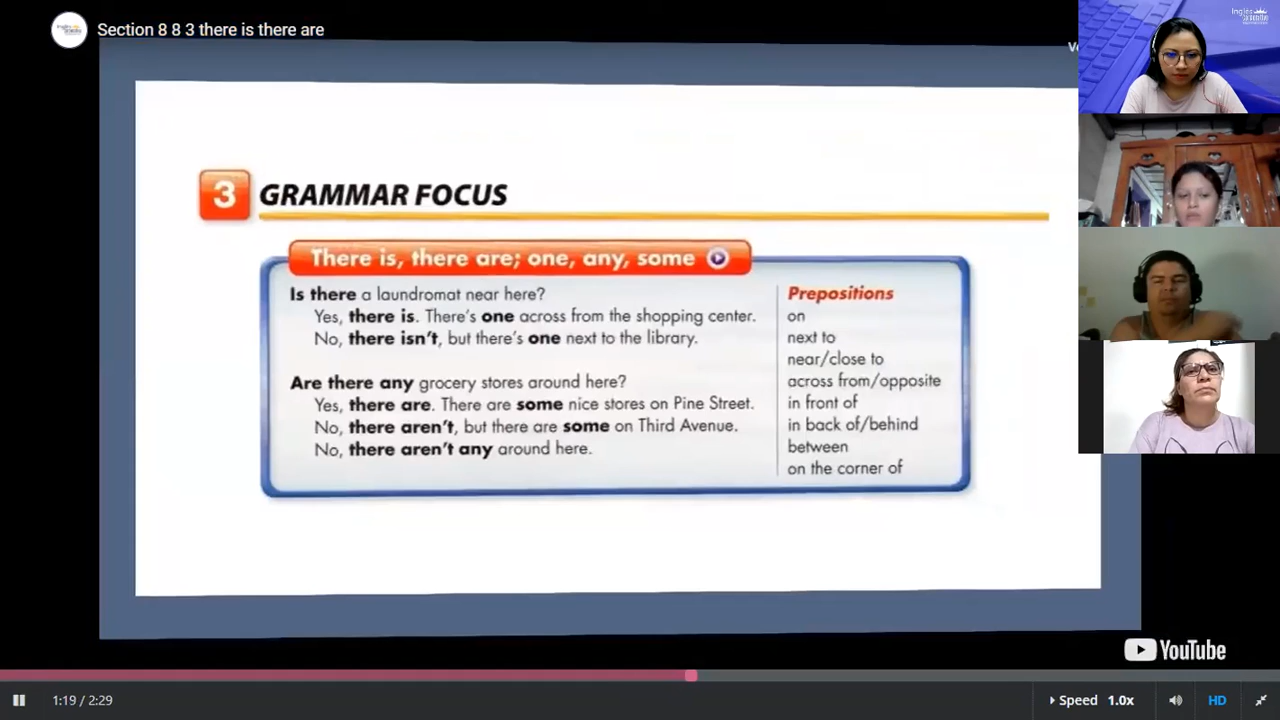 Section 8 8 3 there is there are
3
GRAMMAR FOCUS
There is, there are; one, any, some
Is there a laundromat near here?
Yes, there is. There's one across from the shopping center.
No, there isn't, but there's one next to the library.
Are there any grocery stores around here?
Yes, there are. There are some nice stores on Pine Street.
No, there aren't, but there are some on Third Avenue.
No, there aren't any around here.
Prepositions
on
next to
near/close to
across from/opposite
in front of
in back of/behind
between
on the corner of
YouTube
1:19 / 2:29
Speed 1.0x
HD